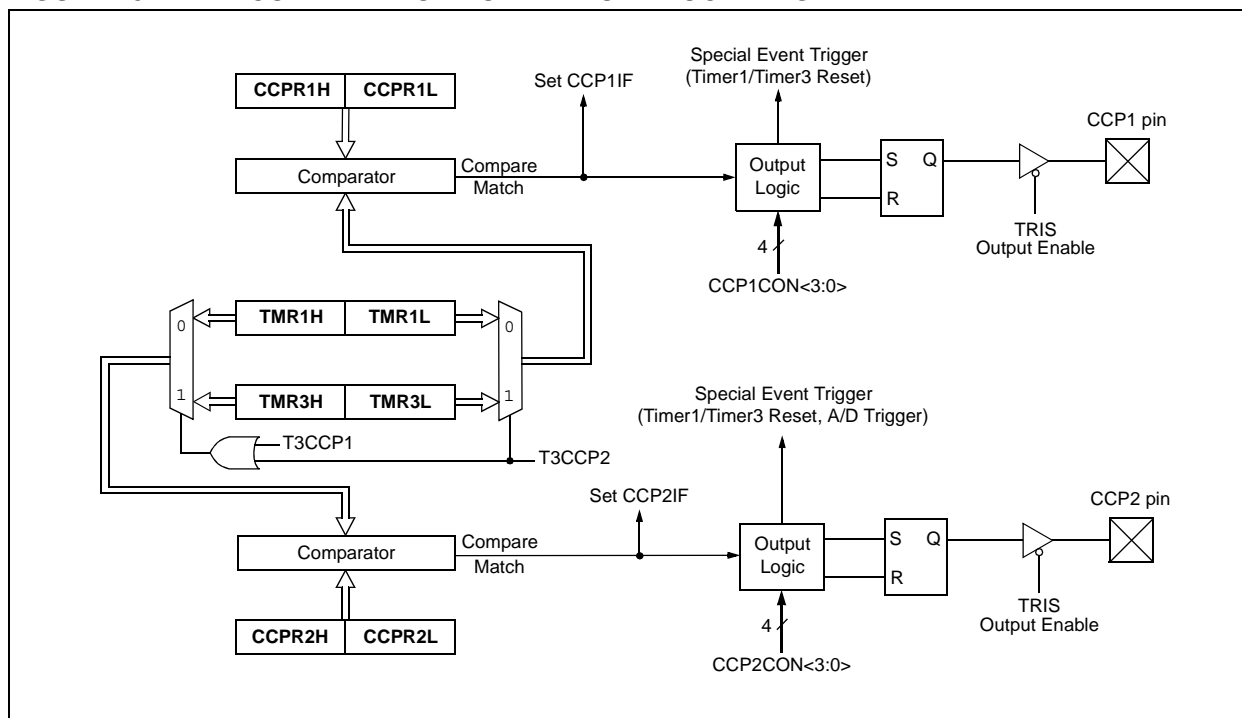 Special Event Trigger
(Timer1/Timer3 Reset)
Set CCP1IF
CCPR1H CCPR1L
CCP1 pin
Comparator
Compare
Match
Output
Logic
S Q
R
TRIS
Output Enable
4
CCP1CON<3:0>
0 TMR1H TMR1L 0
1 TMR3H TMR3L 1
T3CCP1
T3CCP2
Special Event Trigger
(Timer1/Timer3 Reset, A/D Trigger)
Set CCP2IF
CCP2 pin
Comparator
Compare
Match
Output
Logic
S Q
R
TRIS
Output Enable
4
CCPR2H CCPR2L
CCP2CON<3:0>